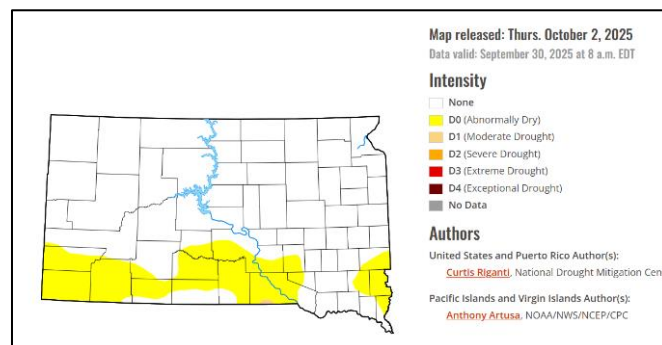 Map released: Thurs. October 2, 2025
Data valid: September 30, 2025 at 8 a.m. EDT
Intensity
None
D0 (Abnormally Dry)
D1 (Moderate Drought)
D2 (Severe Drought)
D3 (Extreme Drought)
D4 (Exceptional Drought)
No Data
Authors
United States and Puerto Rico Author(s):
Curtis Riganti, National Drought Mitigation Cen
Pacific Islands and Virgin Islands Author(s):
Anthony Artusa, NOAA/NWS/NCEP/CPC